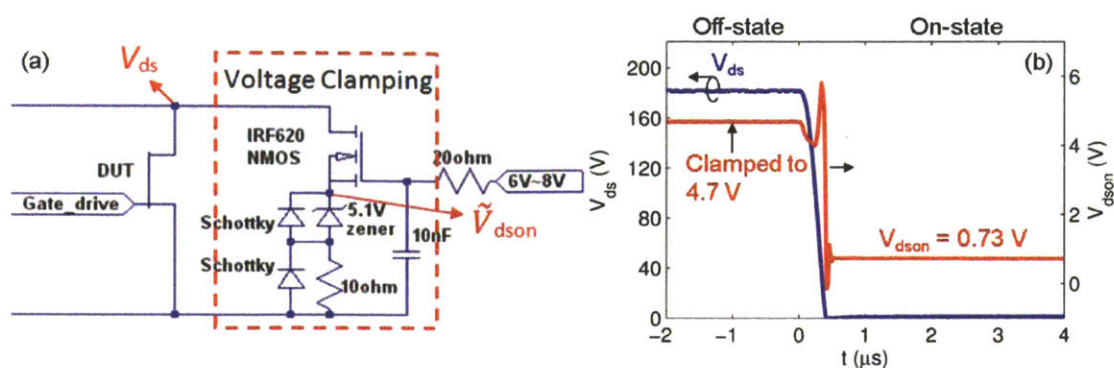 (a)
Vds
Voltage Clamping
IRF620
NMOS
DUT
20ohm
6V~8V
Gate_drive
Schottky
5.1V
zener
Ṽdson
10nF
Schottky
10ohm
Off-state
On-state
(b)
Vds
Clamped to
4.7 V
Vdson = 0.73 V
Vds (V)
200
160
120
80
40
0
Vdson (V)
6
4
2
0
−2
−1
0
1
2
3
4
t (μs)